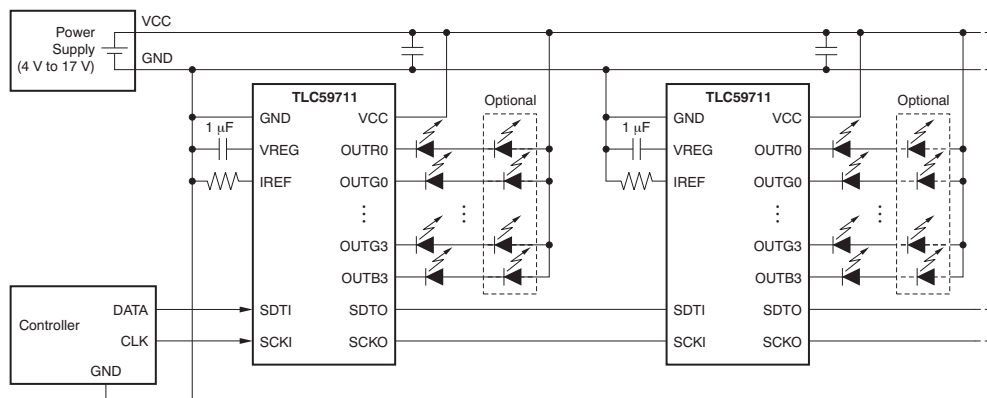 VCC
Power
Supply
(4 V to 17 V)
GND
TLC59711
GND
VCC
1 μF
VREG
OUTR0
IREF
OUTG0
⋮
OUTG3
OUTB3
SDTI
SDTO
SCKI
SCKO
Optional
TLC59711
GND
VCC
1 μF
VREG
OUTR0
IREF
OUTG0
⋮
OUTG3
OUTB3
SDTI
SDTO
SCKI
SCKO
Optional
Controller
DATA
CLK
GND